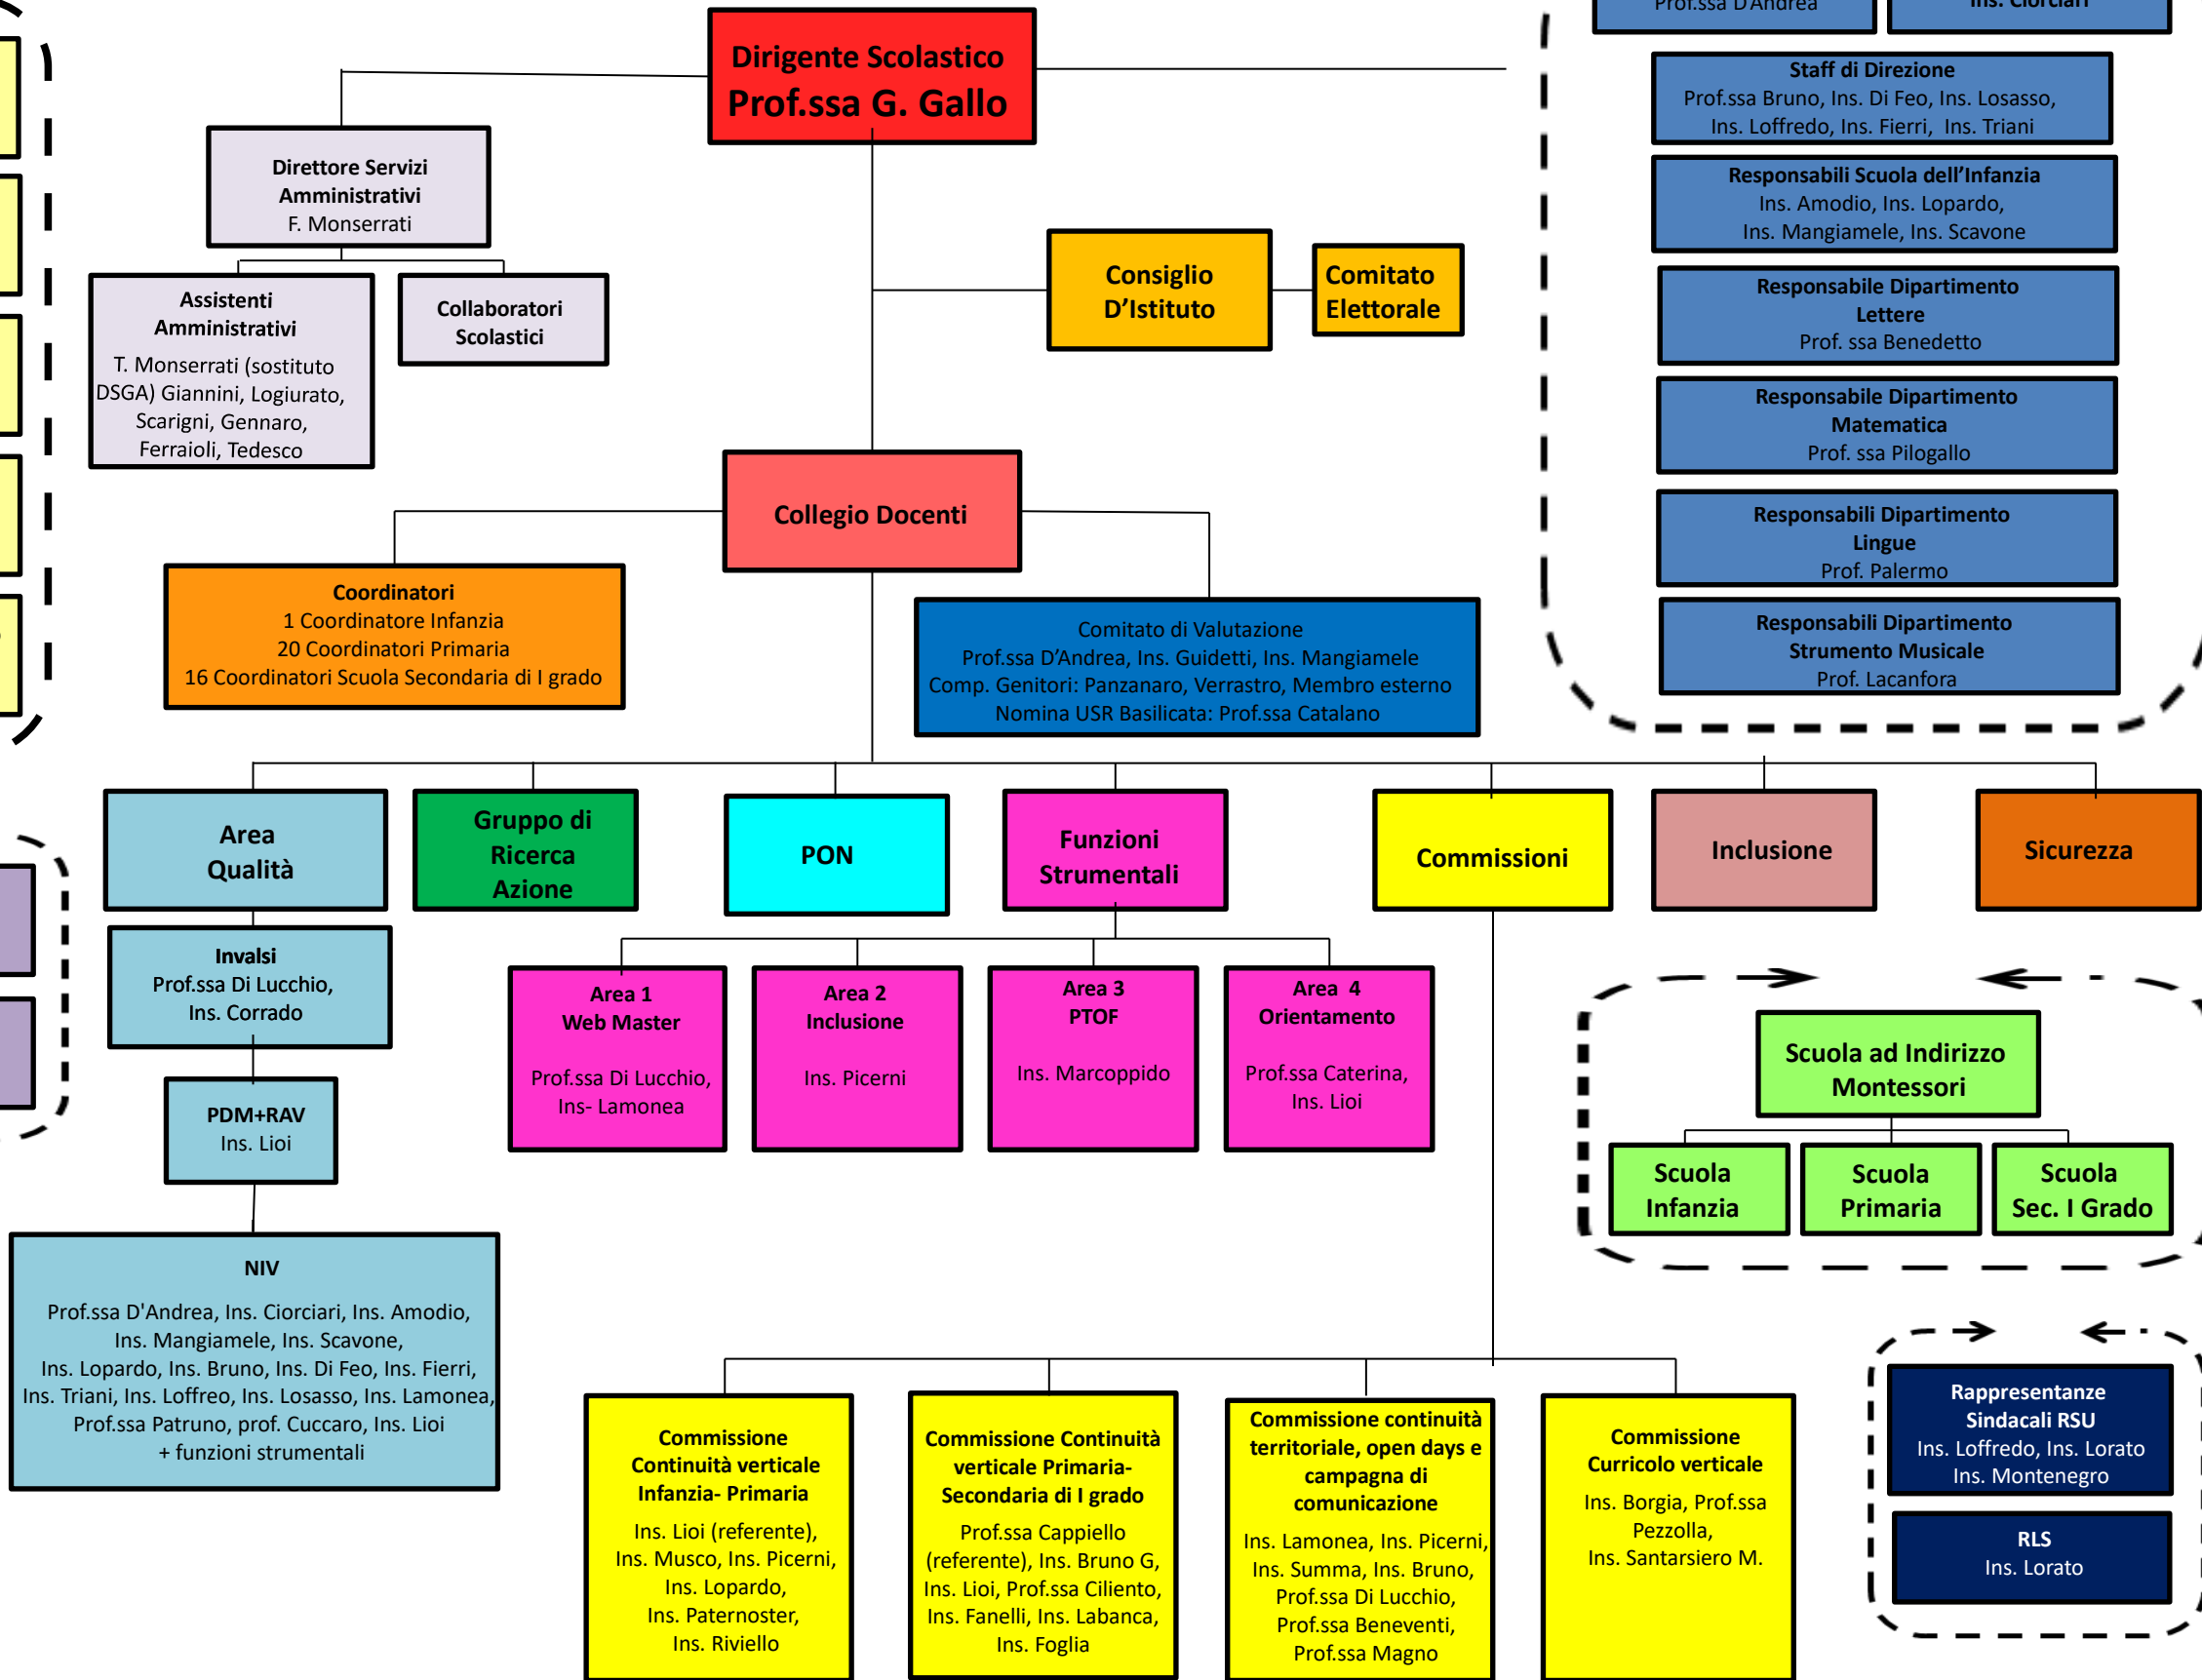 Dirigente Scolastico
Prof.ssa G. Gallo
Direttore Servizi
Amministrativi
F. Monserrati
Assistenti
Amministrativi
T. Monserrati (sostituto
DSGA) Giannini, Logiurato,
Scarigni, Gennaro,
Ferraioli, Tedesco
Collaboratori
Scolastici
Consiglio
D’Istituto
Comitato
Elettorale
Prof.ssa D'Andrea
Ins. Ciorciari
Staff di Direzione
Prof.ssa Bruno, Ins. Di Feo, Ins. Losasso,
Ins. Loffredo, Ins. Fierri, Ins. Triani
Responsabili Scuola dell’Infanzia
Ins. Amodio, Ins. Lopardo,
Ins. Mangiamele, Ins. Scavone
Responsabile Dipartimento
Lettere
Prof. ssa Benedetto
Responsabile Dipartimento
Matematica
Prof. ssa Pilogallo
Responsabili Dipartimento
Lingue
Prof. Palermo
Responsabili Dipartimento
Strumento Musicale
Prof. Lacanfora
Collegio Docenti
Coordinatori
1 Coordinatore Infanzia
20 Coordinatori Primaria
16 Coordinatori Scuola Secondaria di I grado
Comitato di Valutazione
Prof.ssa D’Andrea, Ins. Guidetti, Ins. Mangiamele
Comp. Genitori: Panzanaro, Verrastro, Membro esterno
Nomina USR Basilicata: Prof.ssa Catalano
Area
Qualità
Gruppo di
Ricerca
Azione
PON
Funzioni
Strumentali
Commissioni
Inclusione
Sicurezza
Invalsi
Prof.ssa Di Lucchio,
Ins. Corrado
PDM+RAV
Ins. Lioi
NIV
Prof.ssa D'Andrea, Ins. Ciorciari, Ins. Amodio,
Ins. Mangiamele, Ins. Scavone,
Ins. Lopardo, Ins. Bruno, Ins. Di Feo, Ins. Fierri,
Ins. Triani, Ins. Loffreo, Ins. Losasso, Ins. Lamonea,
Prof.ssa Patruno, prof. Cuccaro, Ins. Lioi
+ funzioni strumentali
Area 1
Web Master
Prof.ssa Di Lucchio,
Ins- Lamonea
Area 2
Inclusione
Ins. Picerni
Area 3
PTOF
Ins. Marcoppido
Area 4
Orientamento
Prof.ssa Caterina,
Ins. Lioi
Scuola ad Indirizzo
Montessori
Scuola
Infanzia
Scuola
Primaria
Scuola
Sec. I Grado
Commissione
Continuità verticale
Infanzia- Primaria
Ins. Lioi (referente),
Ins. Musco, Ins. Picerni,
Ins. Lopardo,
Ins. Paternoster,
Ins. Riviello
Commissione Continuità
verticale Primaria-
Secondaria di I grado
Prof.ssa Cappiello
(referente), Ins. Bruno G,
Ins. Lioi, Prof.ssa Ciliento,
Ins. Fanelli, Ins. Labanca,
Ins. Foglia
Commissione continuità
territoriale, open days e
campagna di
comunicazione
Ins. Lamonea, Ins. Picerni,
Ins. Summa, Ins. Bruno,
Prof.ssa Di Lucchio,
Prof.ssa Beneventi,
Prof.ssa Magno
Commissione
Curricolo verticale
Ins. Borgia, Prof.ssa
Pezzolla,
Ins. Santarsiero M.
Rappresentanze
Sindacali RSU
Ins. Loffredo, Ins. Lorato
Ins. Montenegro
RLS
Ins. Lorato